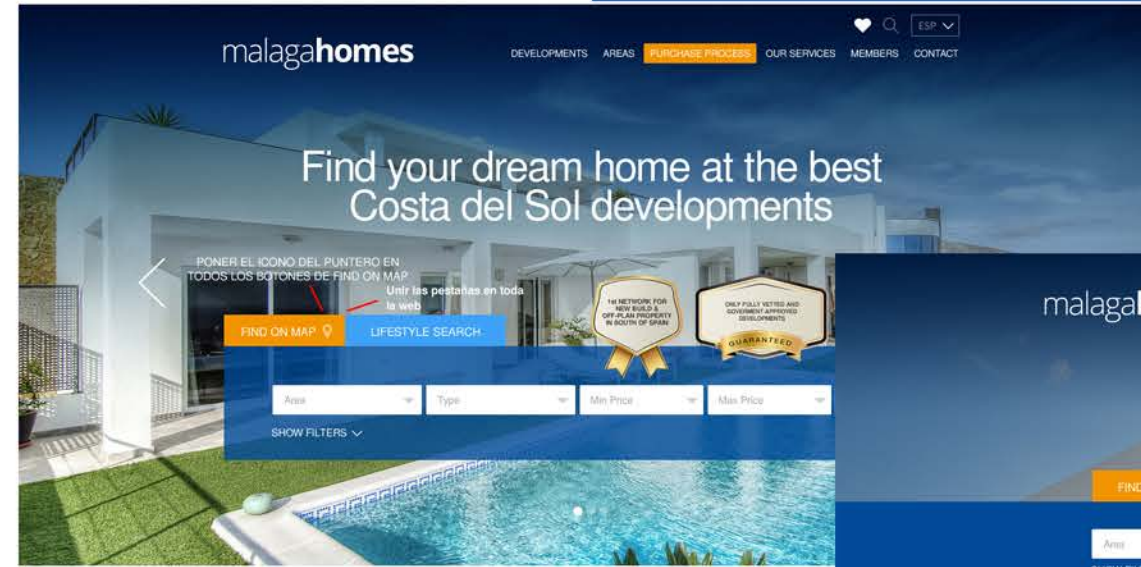 malagahomes
ESP
DEVELOPMENTS AREAS PURCHASE PROCESS OUR SERVICES MEMBERS CONTACT
Find your dream home at the best
Costa del Sol developments
PONER EL ICONO DEL PUNTERO EN
TODOS LOS BOTONES DE FIND ON MAP
Unir las pestañas en toda
la web
1st NETWORK FOR
NEW BUILD &
OFF-PLAN PROPERTY
IN SOUTH OF SPAIN
ONLY FULLY VETTED AND
GOVERMENT APPROVED
DEVELOPMENTS
GUARANTEED
FIND ON MAP
LIFESTYLE SEARCH
Area
Type
Min Price
Max Price
SHOW FILTERS
malagah
FIND
Area